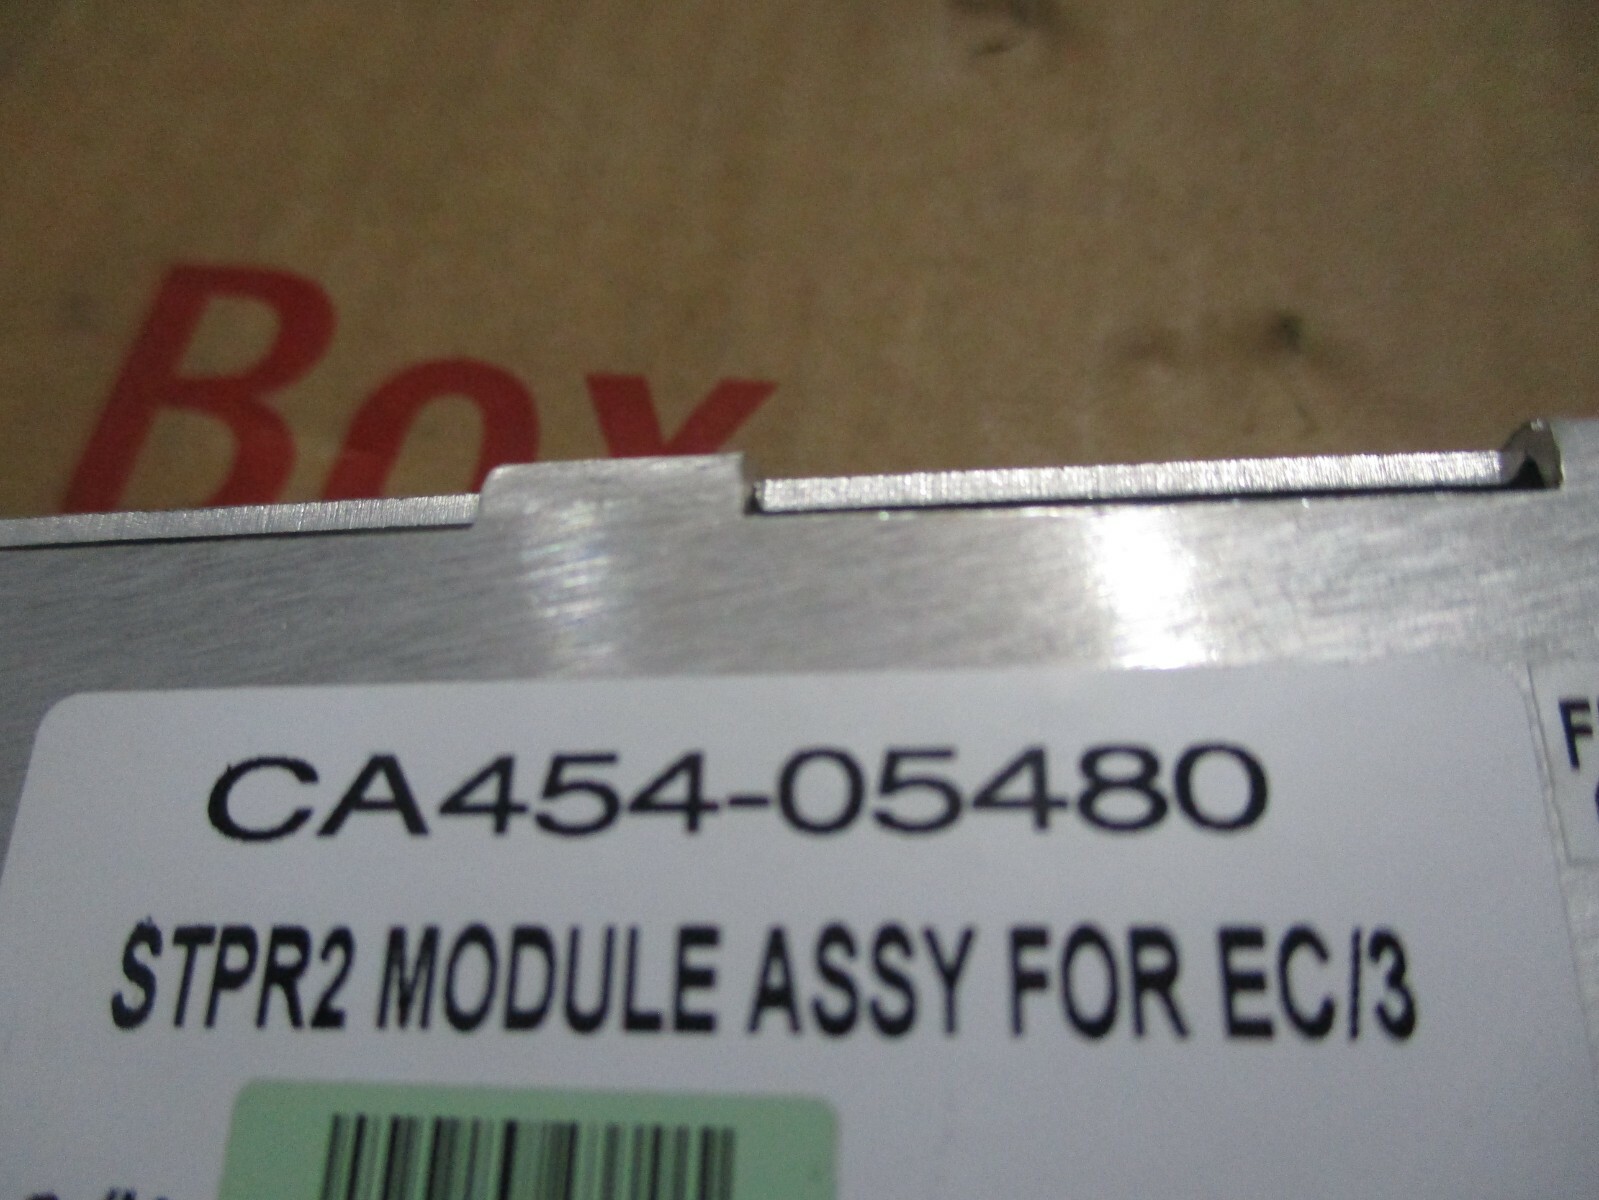 Box
CA454-05480
STPR2 MODULE ASSY FOR EC/3